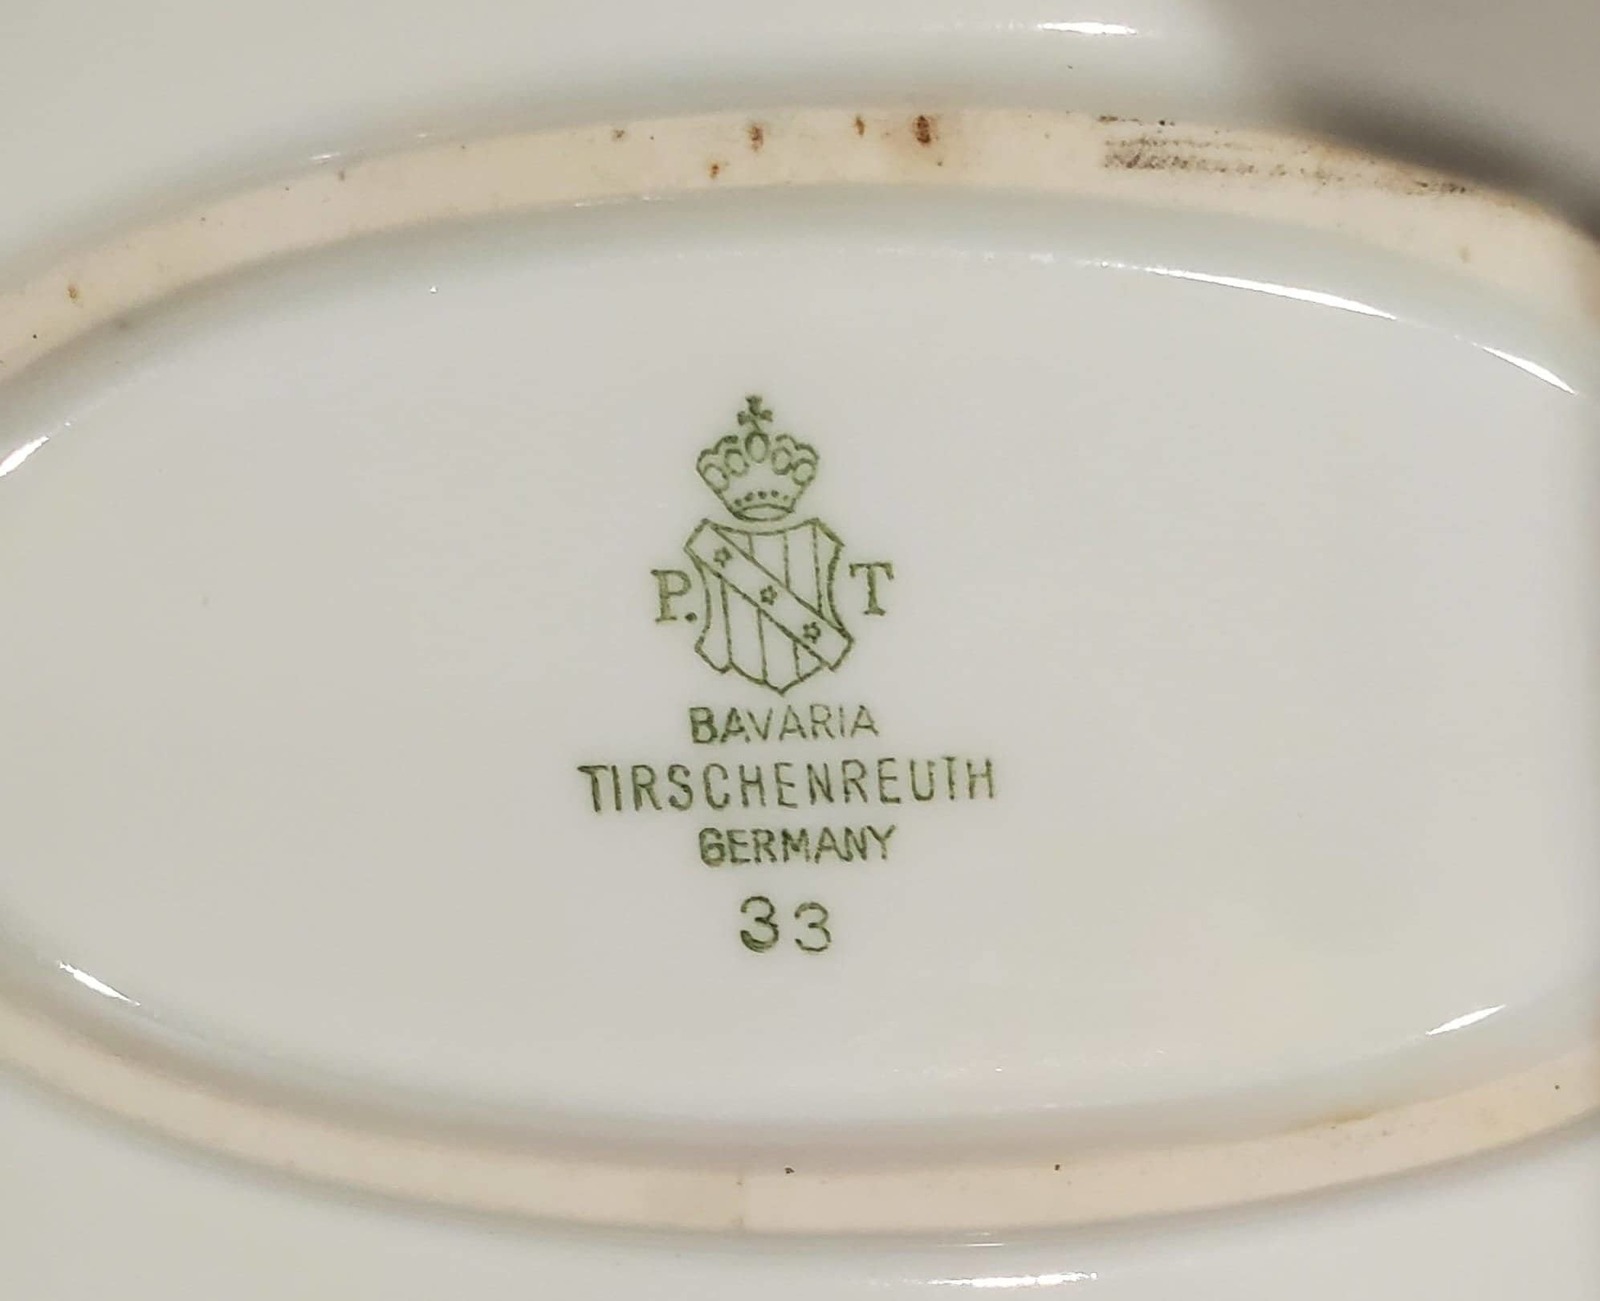 P. T
BAVARIA
TIRSCHENREUTH
GERMANY
33